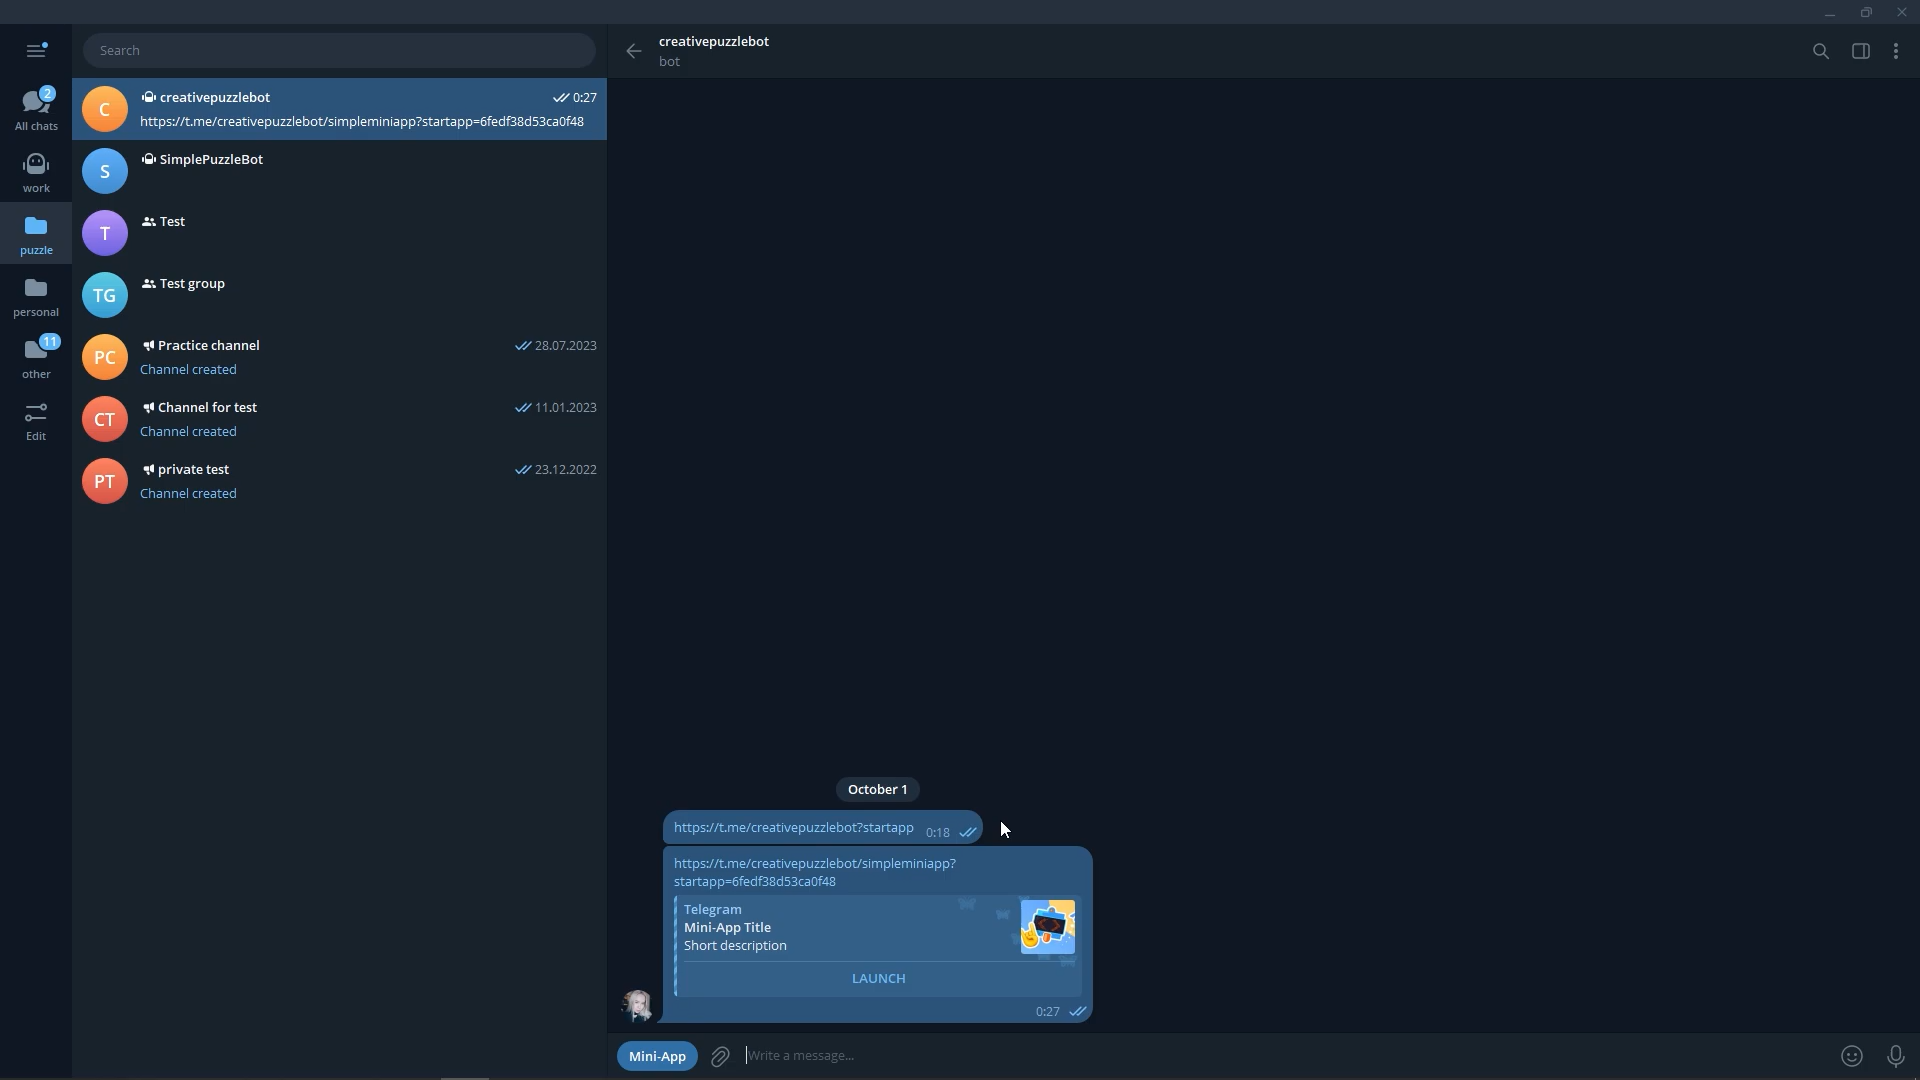 Search
2
All chats
work
puzzle
personal
11
other
Edit
C
creativepuzzlebot
0:27
https://t.me/creativepuzzlebot/simpleminiapp?startapp=6fedf38d53ca0f48
S
SimplePuzzleBot
T
Test
TG
Test group
PC
Practice channel
28.07.2023
Channel created
CT
Channel for test
11.01.2023
Channel created
PT
private test
23.12.2022
Channel created
creativepuzzlebot
bot
October 1
https://t.me/creativepuzzlebot?startapp
0:18
https://t.me/creativepuzzlebot/simpleminiapp?
startapp=6fedf38d53ca0f48
Telegram
Mini-App Title
Short description
LAUNCH
0:27
Mini-App
Write a message...